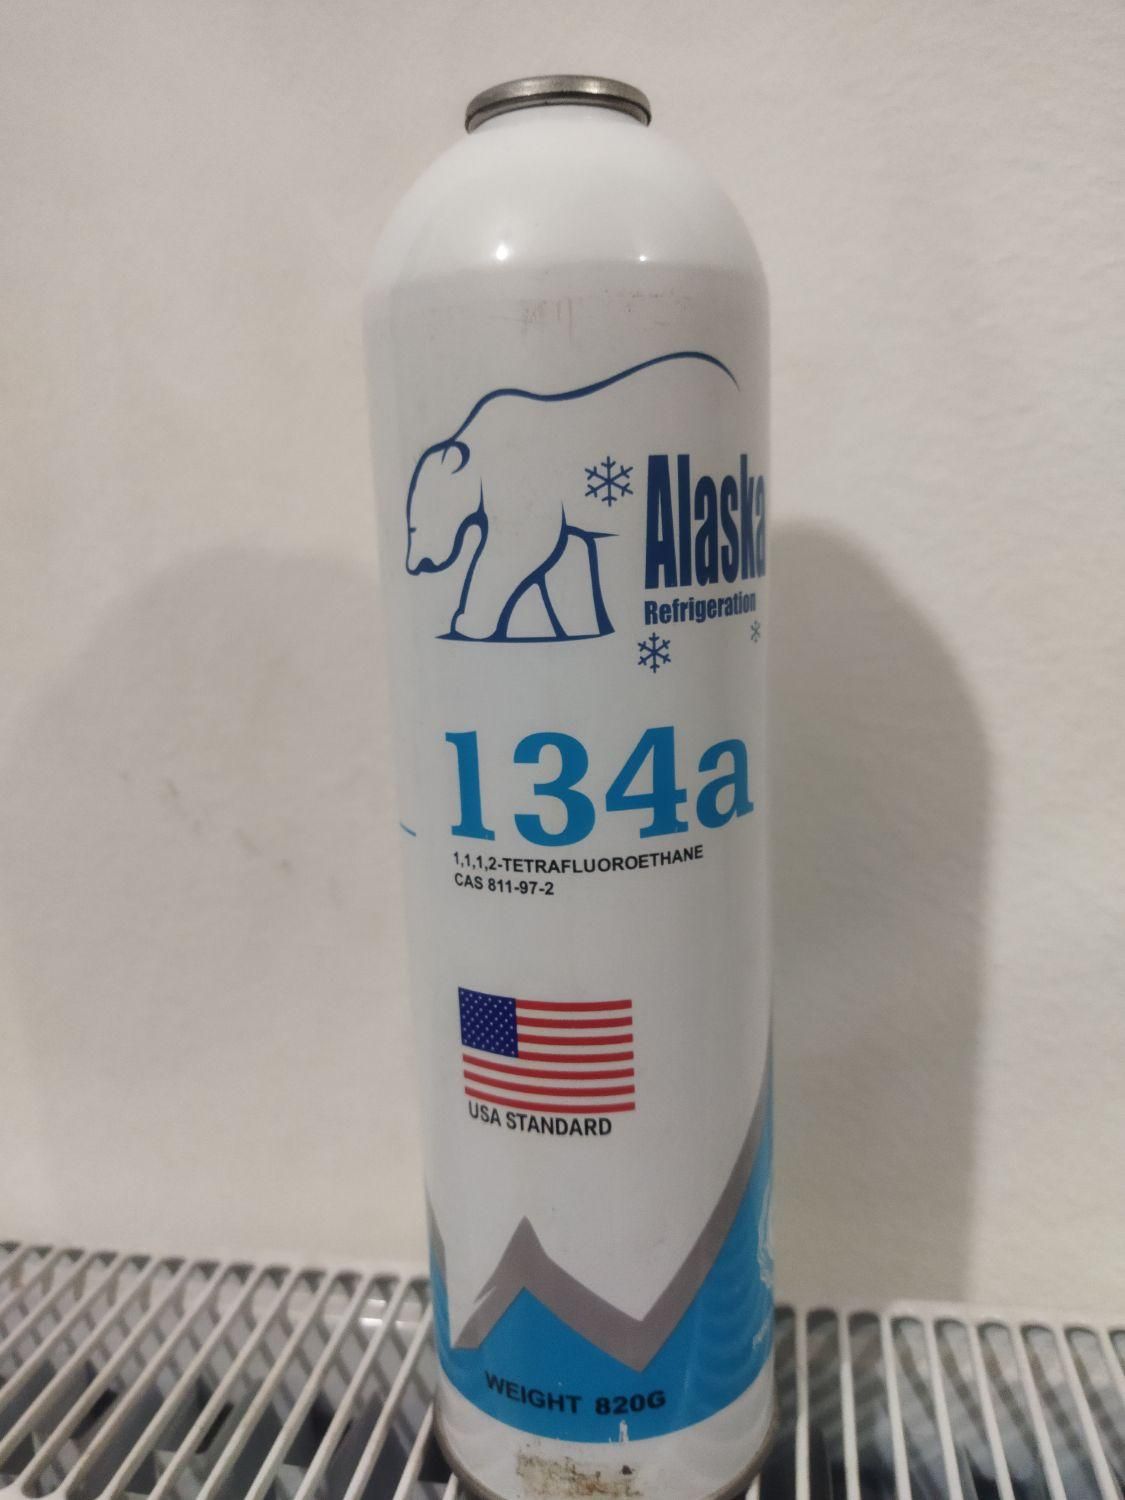 Alaska
Refrigeration
134a
1,1,1,2-TETRAFLUOROETHANE
CAS 811-97-2
USA STANDARD
WEIGHT 820G